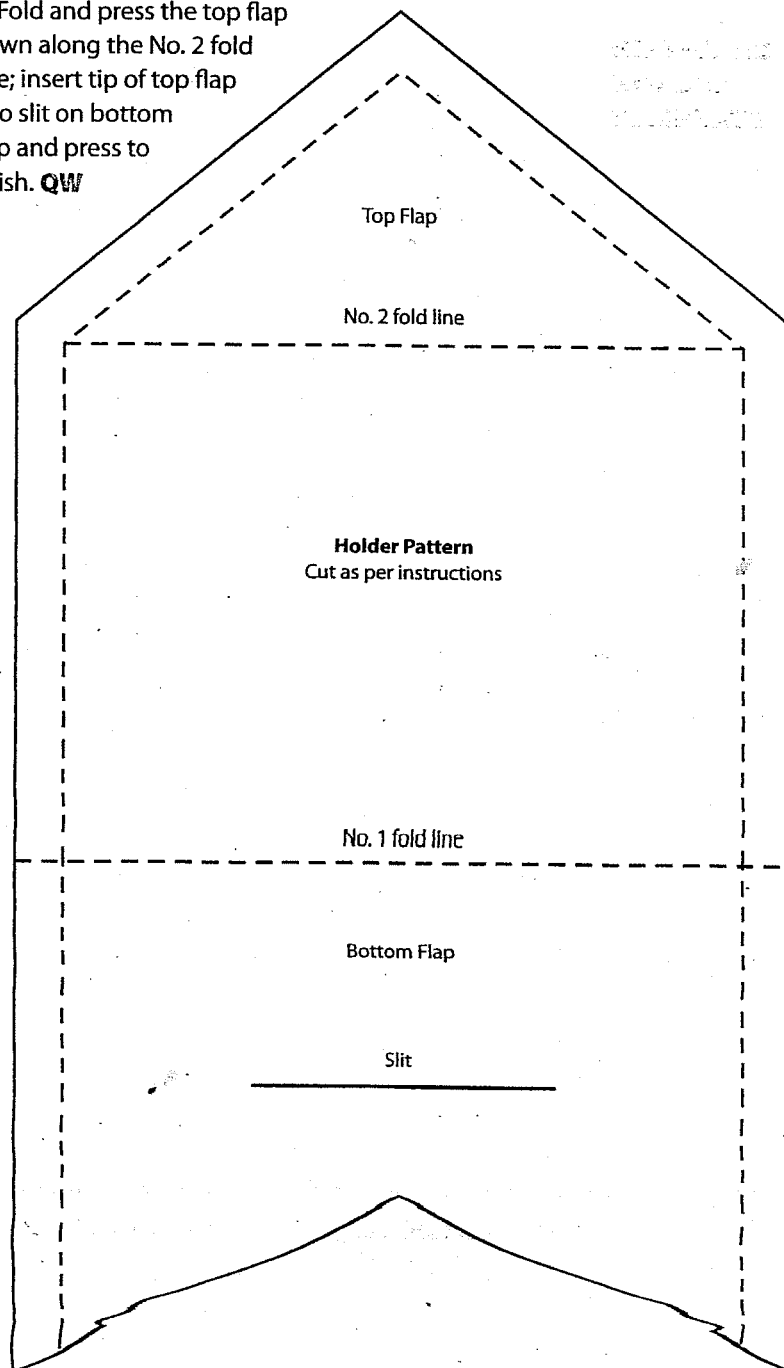 Fold and press the top flap
wn along the No. 2 fold
e; insert tip of top flap
o slit on bottom
p and press to
ish. QW
Top Flap
No. 2 fold line
Holder Pattern
Cut as per instructions
No. 1 fold line
Bottom Flap
Slit